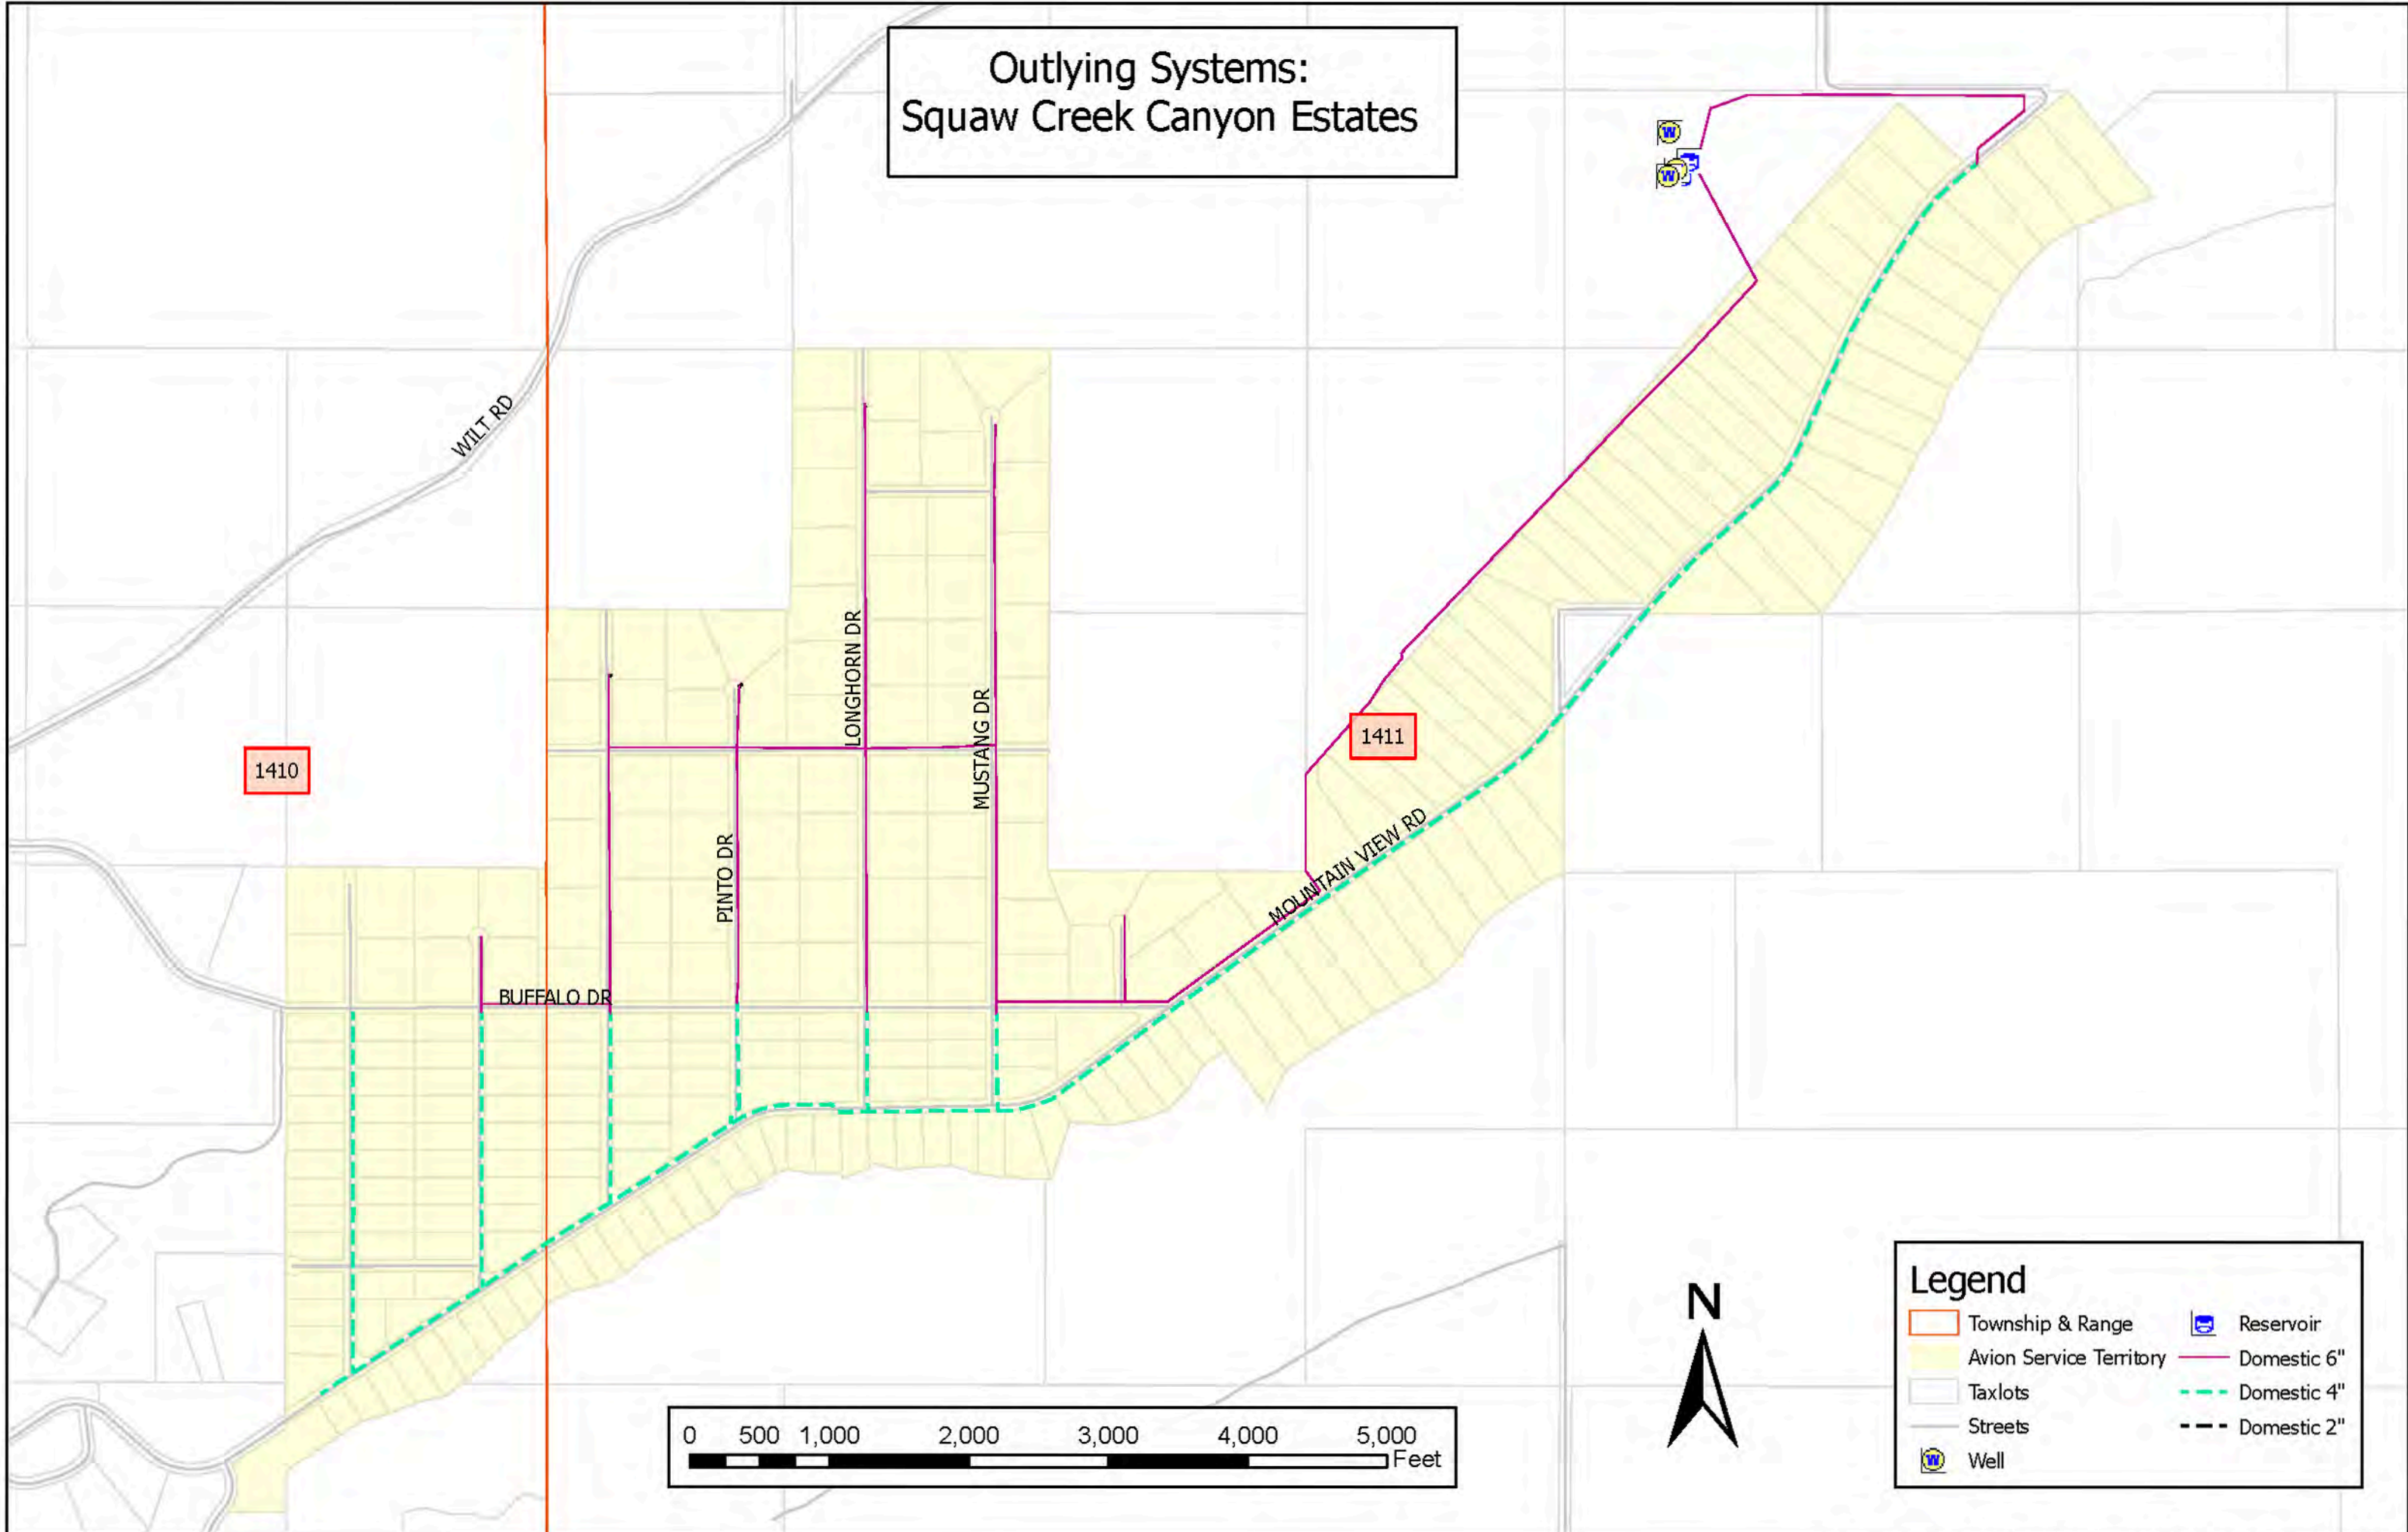 Outlying Systems:
Squaw Creek Canyon Estates
W
W
WILT RD
LONGHORN DR
MUSTANG DR
1411
1410
PINTO DR
MOUNTAIN VIEW RD
BUFFALO DR
N
Legend
Township & Range
Avion Service Territory
Taxlots
Streets
W Well
Reservoir
Domestic 6"
Domestic 4"
Domestic 2"
0 500 1,000 2,000 3,000 4,000 5,000
Feet